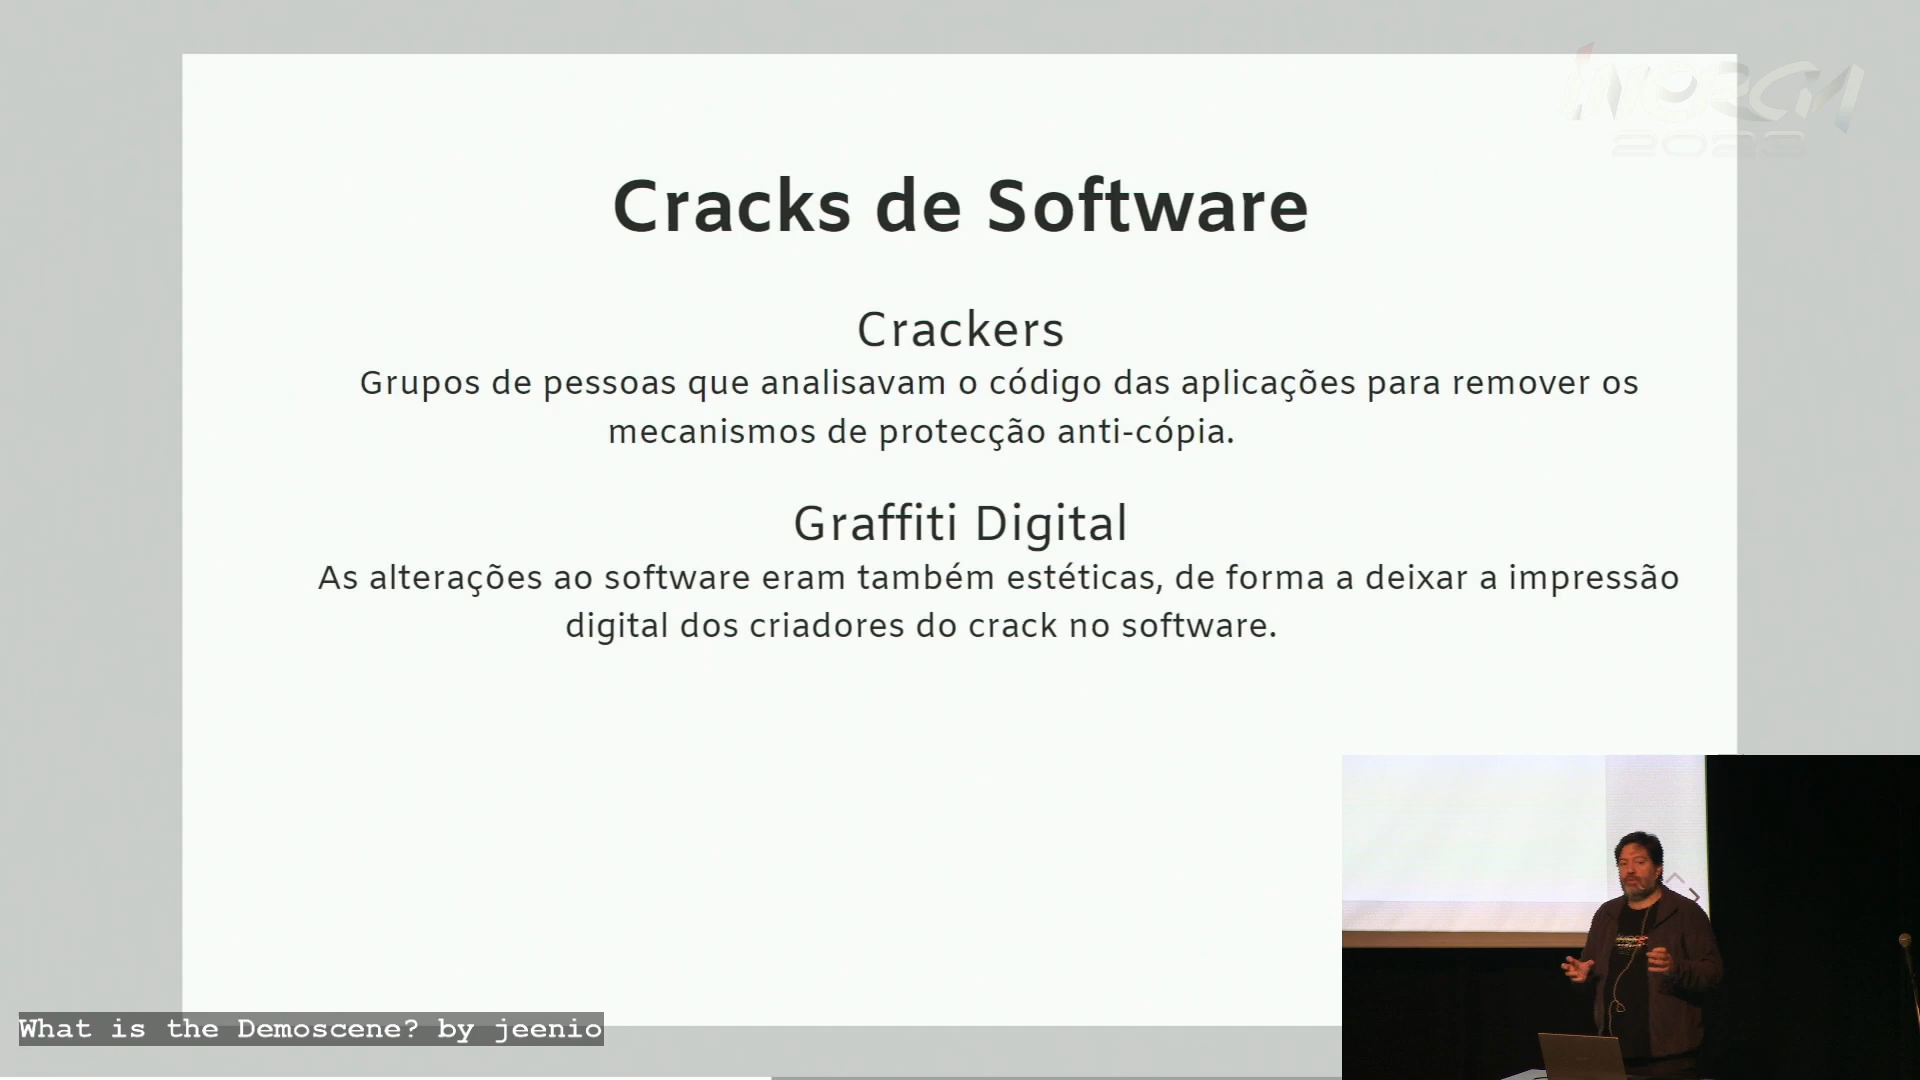 INÉRCIA
2023
Cracks de Software
Crackers
Grupos de pessoas que analisavam o código das aplicações para remover os
mecanismos de protecção anti-cópia.
Graffiti Digital
As alterações ao software eram também estéticas, de forma a deixar a impressão
digital dos criadores do crack no software.
What is the Demoscene? by jeenio